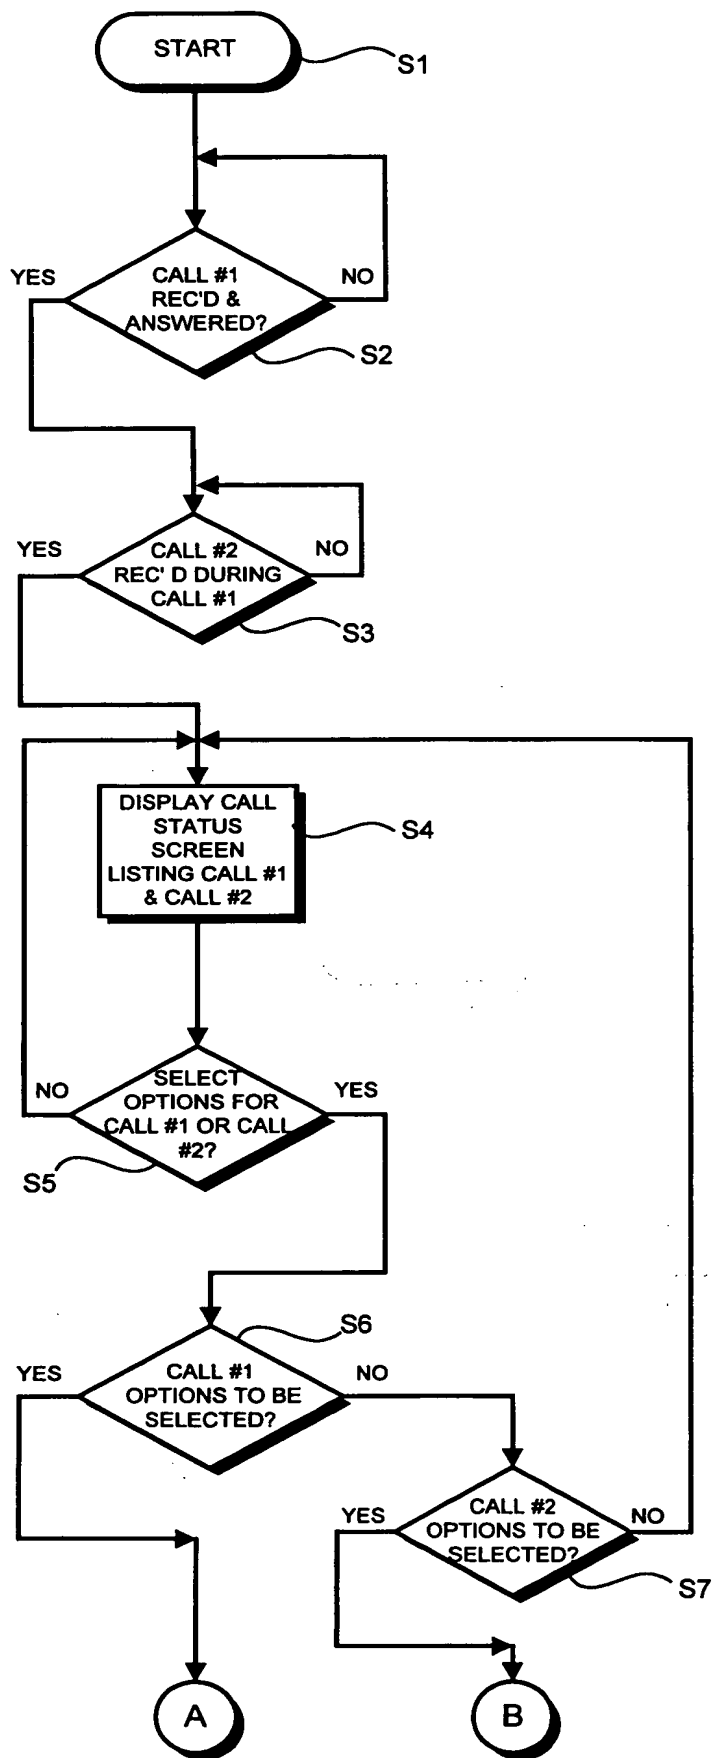 START
S1
YES
NO
CALL #1
REC'D &
ANSWERED?
S2
YES
NO
CALL #2
REC' D DURING
CALL #1
S3
DISPLAY CALL
STATUS
SCREEN
LISTING CALL #1
& CALL #2
S4
NO
YES
SELECT
OPTIONS FOR
CALL #1 OR CALL
#2?
S5
S6
YES
NO
CALL #1
OPTIONS TO BE
SELECTED?
YES
NO
CALL #2
OPTIONS TO BE
SELECTED?
S7
A
B